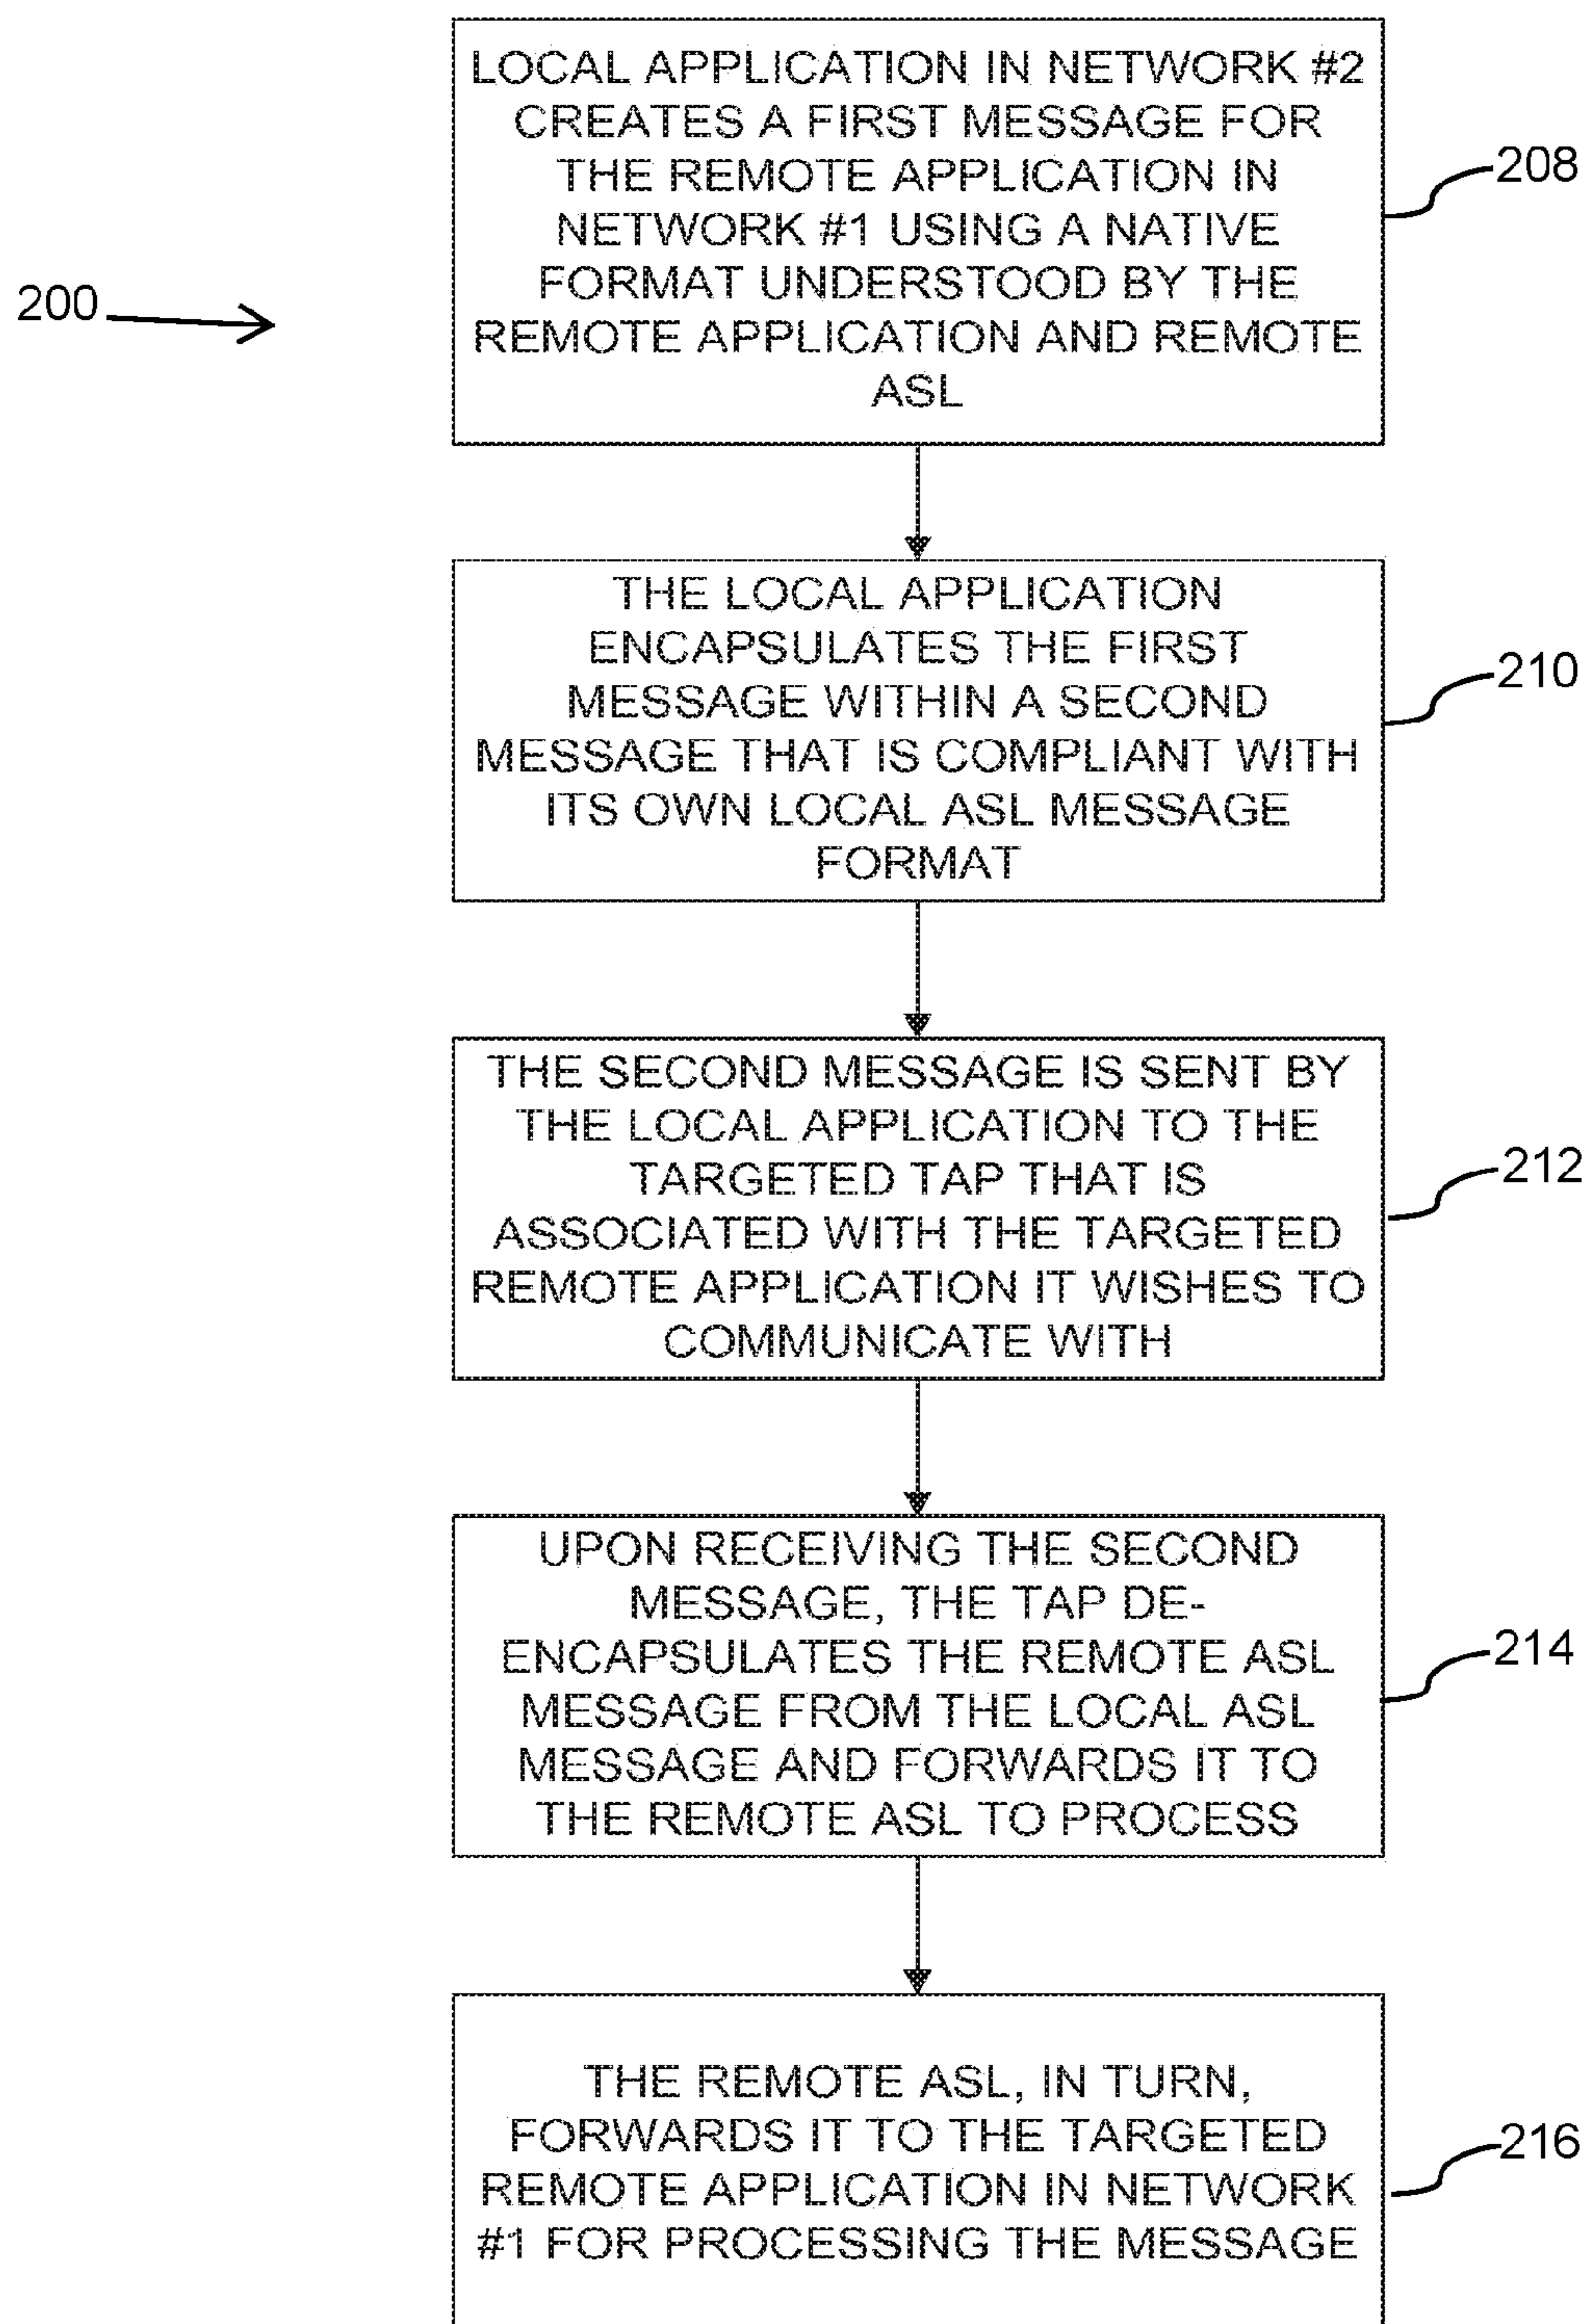 LOCAL APPLICATION IN NETWORK #2
CREATES A FIRST MESSAGE FOR
THE REMOTE APPLICATION IN
NETWORK #1 USING A NATIVE
FORMAT UNDERSTOOD BY THE
REMOTE APPLICATION AND REMOTE
ASL
208
200
THE LOCAL APPLICATION
ENCAPSULATES THE FIRST
MESSAGE WITHIN A SECOND
MESSAGE THAT IS COMPLIANT WITH
ITS OWN LOCAL ASL MESSAGE
FORMAT
210
THE SECOND MESSAGE IS SENT BY
THE LOCAL APPLICATION TO THE
TARGETED TAP THAT IS
ASSOCIATED WITH THE TARGETED
REMOTE APPLICATION IT WISHES TO
COMMUNICATE WITH
212
UPON RECEIVING THE SECOND
MESSAGE, THE TAP DE-
ENCAPSULATES THE REMOTE ASL
MESSAGE FROM THE LOCAL ASL
MESSAGE AND FORWARDS IT TO
THE REMOTE ASL TO PROCESS
214
THE REMOTE ASL, IN TURN,
FORWARDS IT TO THE TARGETED
REMOTE APPLICATION IN NETWORK
#1 FOR PROCESSING THE MESSAGE
216